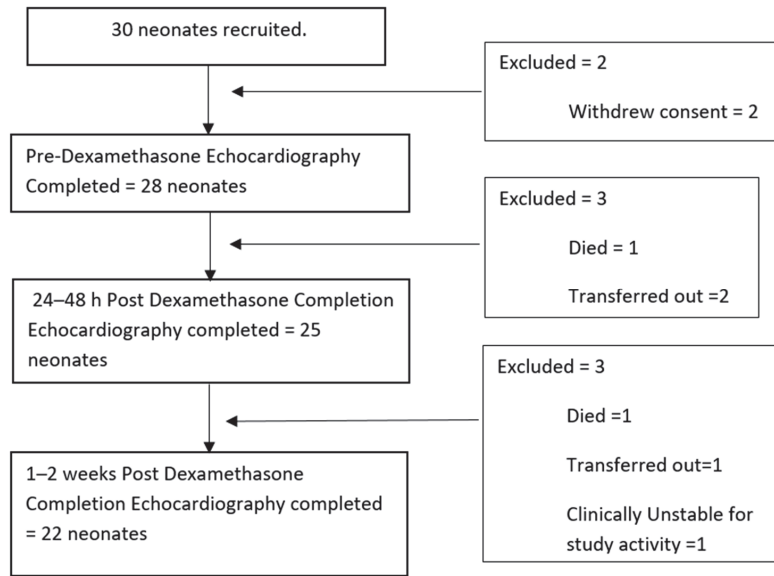 30 neonates recruited.
Excluded = 2
Withdrew consent = 2
Pre-Dexamethasone Echocardiography
Completed = 28 neonates
Excluded = 3
Died = 1
Transferred out =2
24–48 h Post Dexamethasone Completion
Echocardiography completed = 25
neonates
Excluded = 3
Died =1
Transferred out=1
Clinically Unstable for
study activity =1
1–2 weeks Post Dexamethasone
Completion Echocardiography completed
= 22 neonates